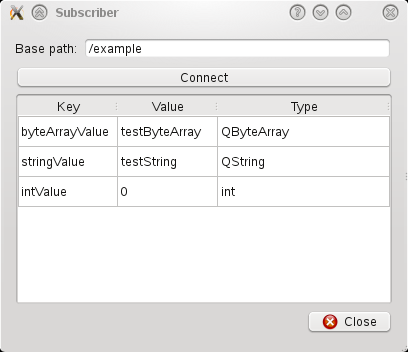 Subscriber
Base path: /example
Connect
Key Value Type
byteArrayValue testByteArray QByteArray
stringValue testString QString
intValue 0 int
Close